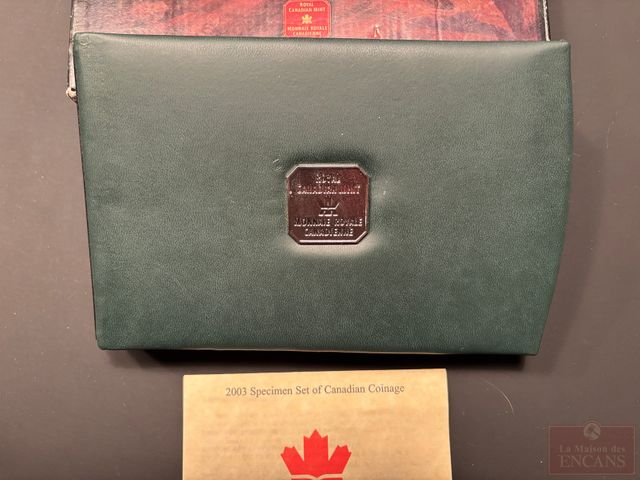 ROYAL
CANADIAN MINT
MONNAIE ROYALE
CANADIENNE
ROYAL
CANADIAN MINT
MONNAIE ROYALE
CANADIENNE
2003 Specimen Set of Canadian Coinage
La Maison des
ENCANS